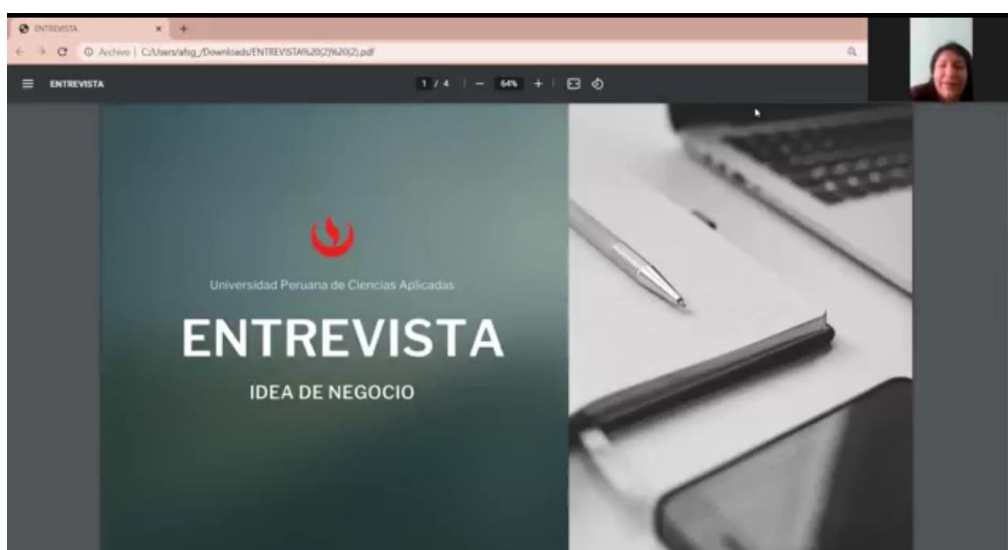 ENTREVISTA
Archivo | C:/Users/afsg_/Downloads/ENTREVISTA%20(2)%20(2).pdf
ENTREVISTA
1 / 4
64%
Universidad Peruana de Ciencias Aplicadas
ENTREVISTA
IDEA DE NEGOCIO